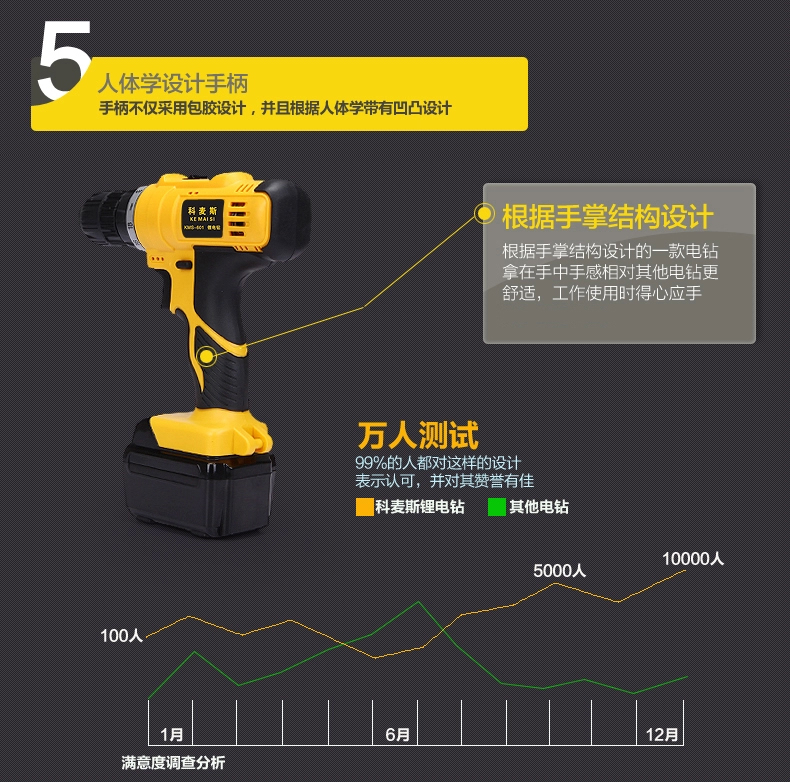 5
人体学设计手柄
手柄不仅采用包胶设计，并且根据人体学带有凹凸设计
科麦斯
KEMAISI
KMS-601 锂电钻
根据手掌结构设计
根据手掌结构设计的一款电钻
拿在手中手感相对其他电钻更
舒适，工作使用时得心应手
万人测试
99%的人都对这样的设计
表示认可，并对其赞誉有佳
科麦斯锂电钻 其他电钻
10000人
5000人
100人
1月 6月 12月
满意度调查分析